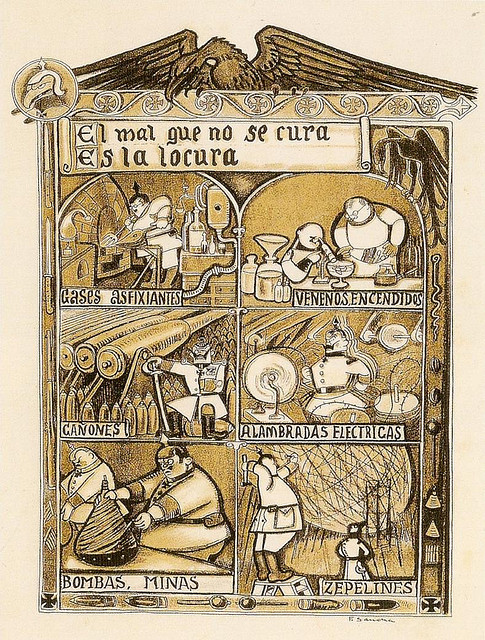 El mal que no se cura
Es la locura
GASES ASFIXIANTES
VENENOS, ENCENDIDOS
CAÑONES
ALAMBRADAS ELECTRICAS
BOMBAS, MINAS
ZEPELINES